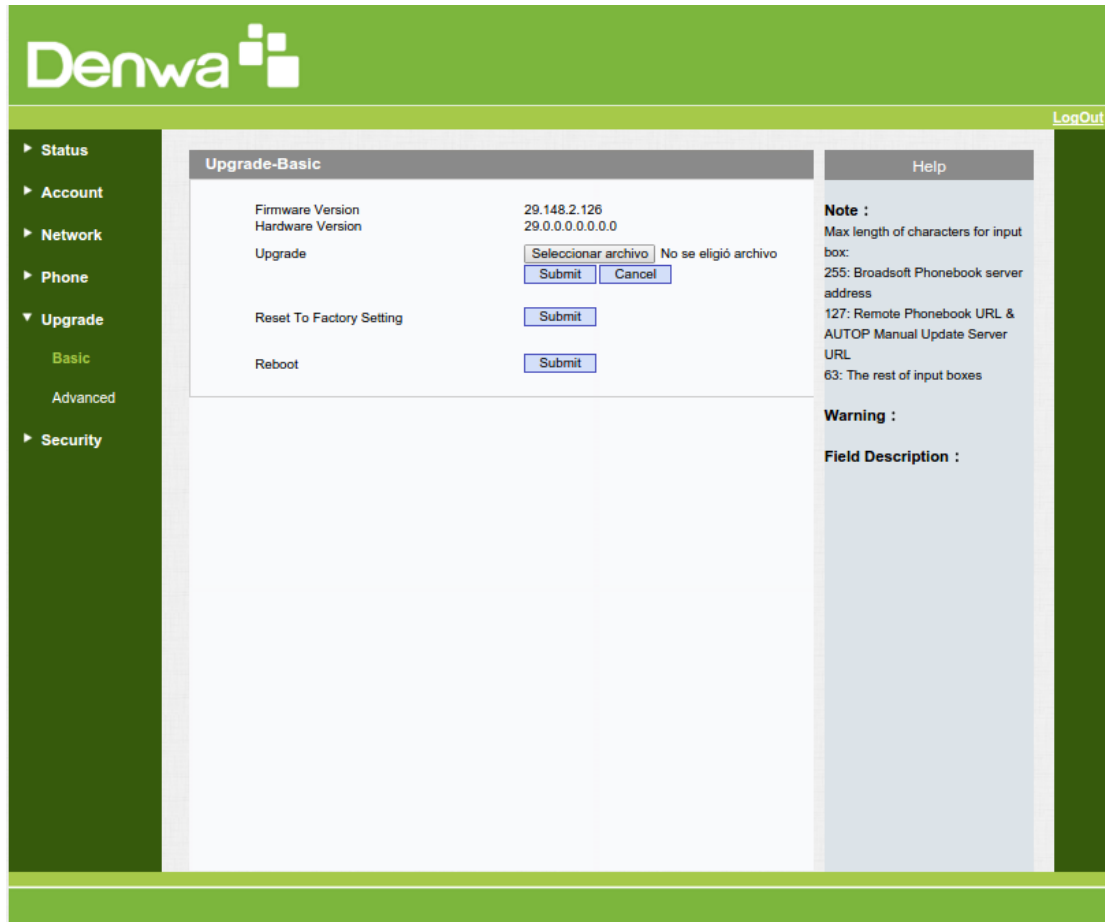 Denwa
LogOut
Status
Account
Network
Phone
Upgrade
Basic
Advanced
Security
Upgrade-Basic
Firmware Version 29.148.2.126
Hardware Version 29.0.0.0.0.0.0.0
Upgrade Seleccionar archivo No se eligió archivo
Submit Cancel
Reset To Factory Setting Submit
Reboot Submit
Help
Note :
Max length of characters for input
box:
255: Broadsoft Phonebook server
address
127: Remote Phonebook URL &
AUTOP Manual Update Server
URL
63: The rest of input boxes
Warning :
Field Description :